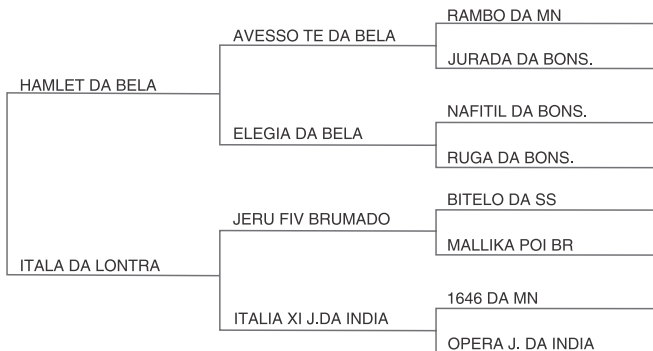 RAMBO DA MN
AVESSO TE DA BELA
JURADA DA BONS.
HAMLET DA BELA
NAFITIL DA BONS.
ELEGIA DA BELA
RUGA DA BONS.
BITELO DA SS
JERU FIV BRUMADO
MALLIKA POI BR
ITALA DA LONTRA
1646 DA MN
ITALIA XI J.DA INDIA
OPERA J. DA INDIA